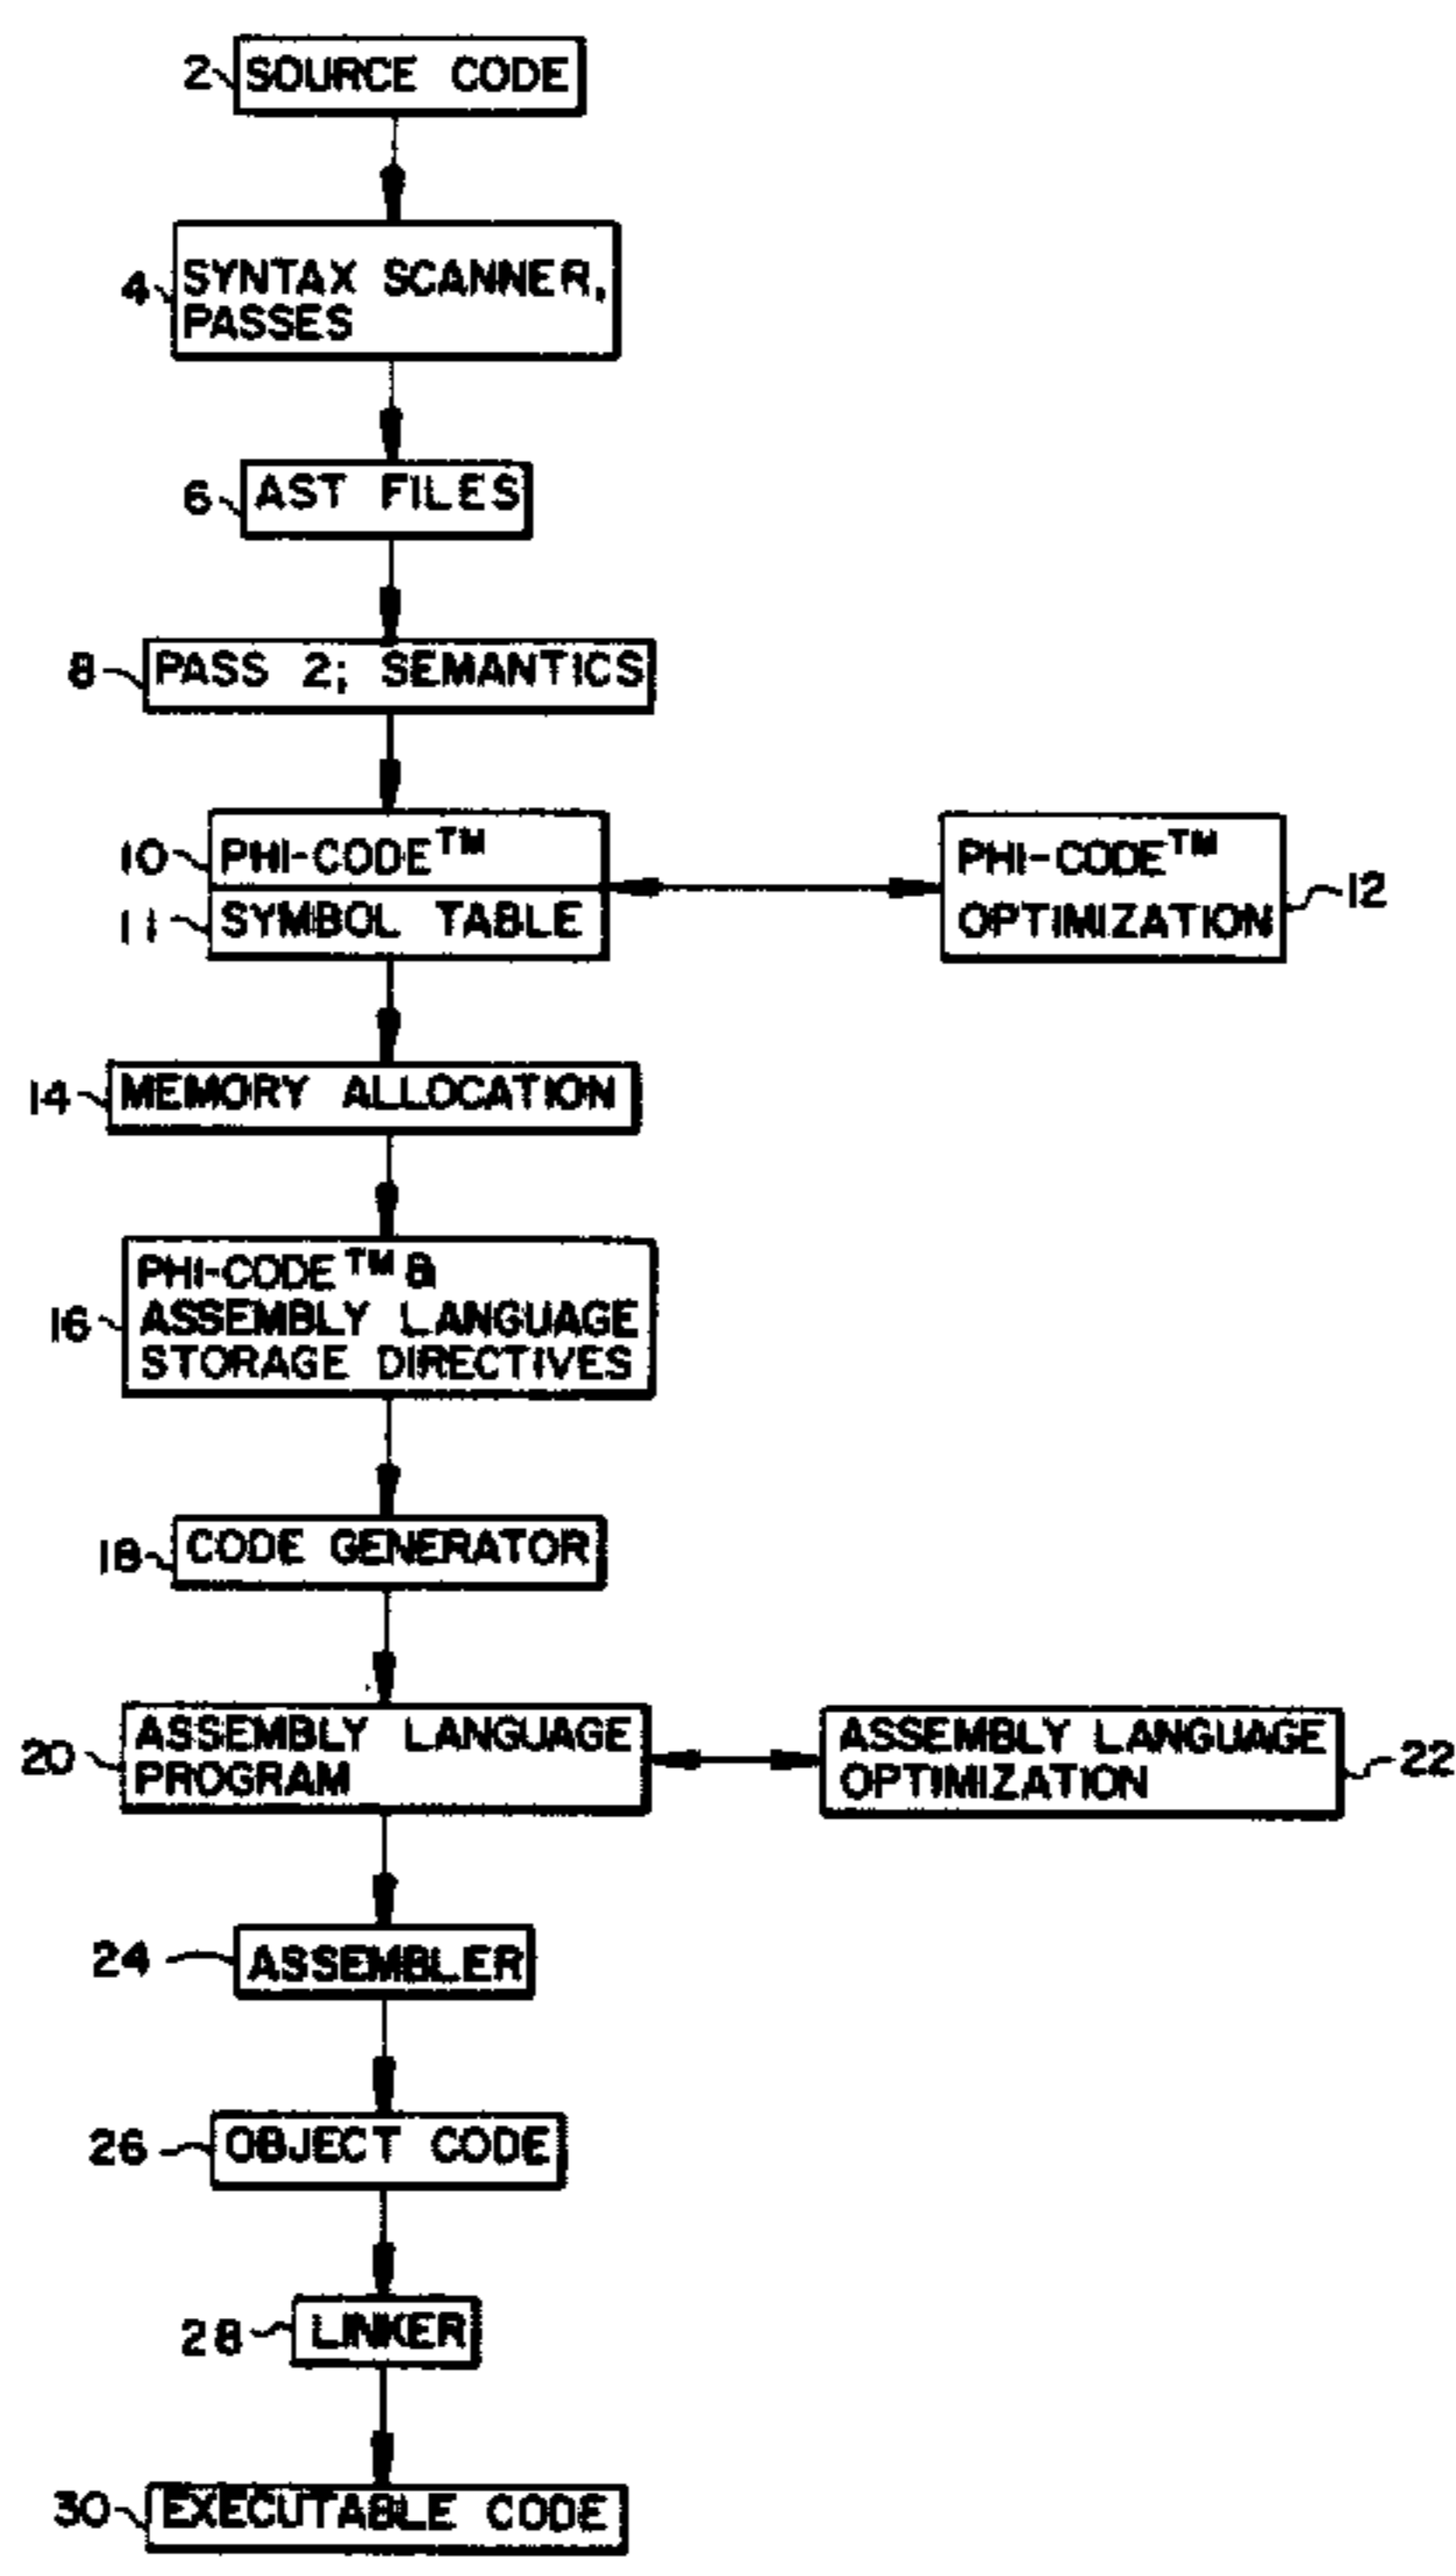 2 SOURCE CODE
4 SYNTAX SCANNER,
PASSES
6 AST FILES
8 PASS 2; SEMANTICS
10 PHI-CODE™
11 SYMBOL TABLE
PHI-CODE™
OPTIMIZATION 12
14 MEMORY ALLOCATION
16 PHI-CODE™ &
ASSEMBLY LANGUAGE
STORAGE DIRECTIVES
18 CODE GENERATOR
20 ASSEMBLY LANGUAGE
PROGRAM
ASSEMBLY LANGUAGE
OPTIMIZATION 22
24 ASSEMBLER
26 OBJECT CODE
28 LINKER
30 EXECUTABLE CODE